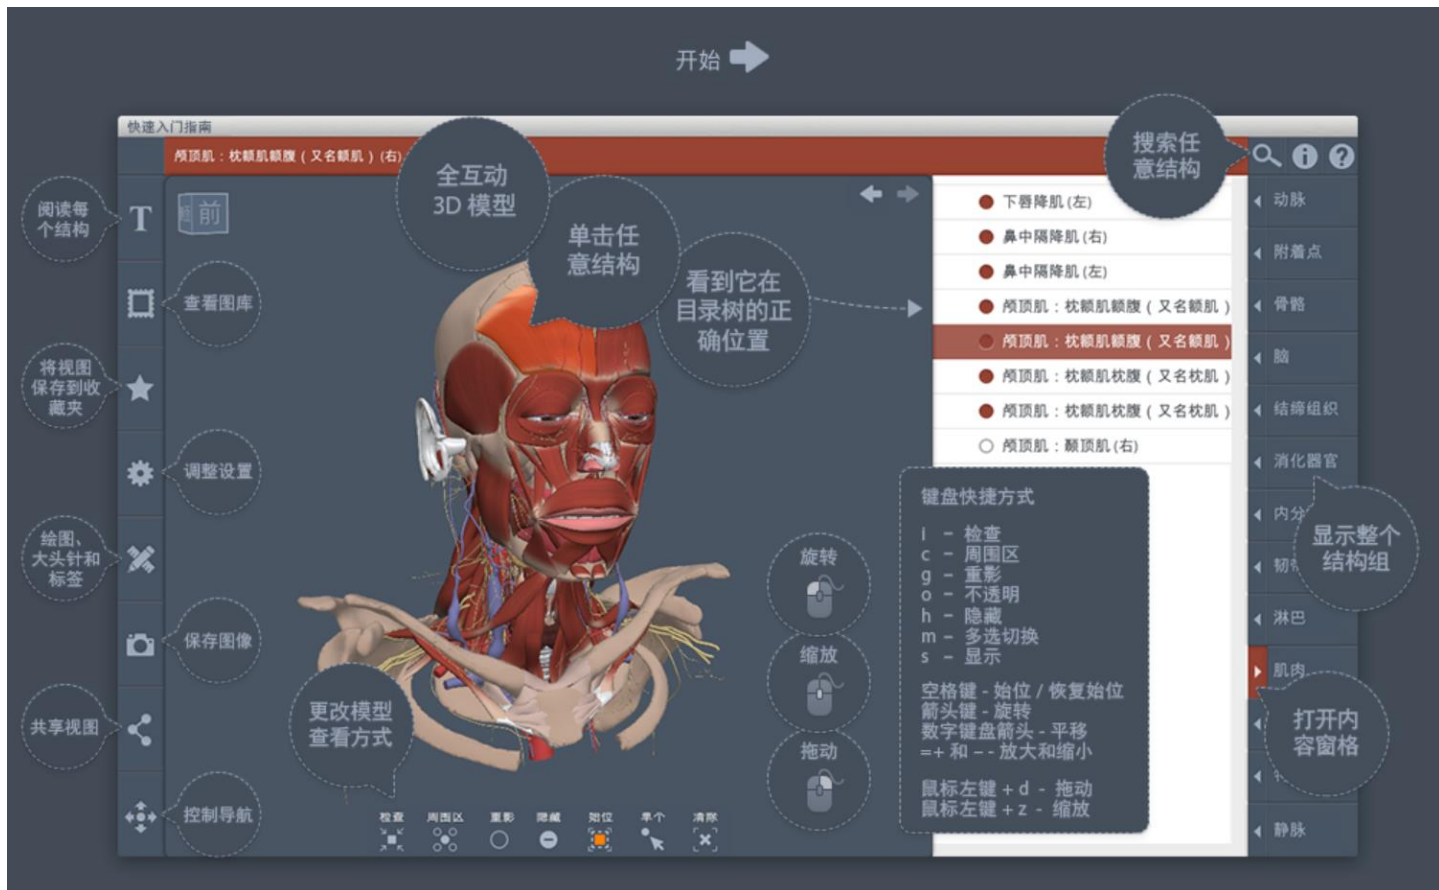 开始
快速入门指南
颅顶肌：枕额肌额腹（又名额肌）(右)
全互动
3D 模型
单击任
意结构
看到它在
目录树的正
确位置
搜索任
意结构
阅读每
个结构
T
查看图库
将视图
保存到收
藏夹
调整设置
绘图、
大头针和
标签
保存图像
共享视图
控制导航
前
下唇降肌 (左)
鼻中隔降肌 (右)
鼻中隔降肌 (左)
颅顶肌：枕额肌额腹（又名额肌）
颅顶肌：枕额肌额腹（又名额肌）
颅顶肌：枕额肌枕腹（又名枕肌）
颅顶肌：枕额肌枕腹（又名枕肌）
颅顶肌：颞顶肌 (右)
动脉
附着点
骨骼
脑
结缔组织
消化器官
内分
韧带
淋巴
肌肉
静脉
显示整个
结构组
打开内
容窗格
键盘快捷方式
i – 检查
c – 周围区
g – 重影
o – 不透明
h – 隐藏
m – 多选切换
s – 显示
空格键 - 始位 / 恢复始位
箭头键 - 旋转
数字键盘箭头 - 平移
=+ 和 – - 放大和缩小
鼠标左键 + d - 拖动
鼠标左键 + z - 缩放
旋转
缩放
拖动
更改模型
查看方式
检查 周围区 重影 隐藏 始位 单个 清除